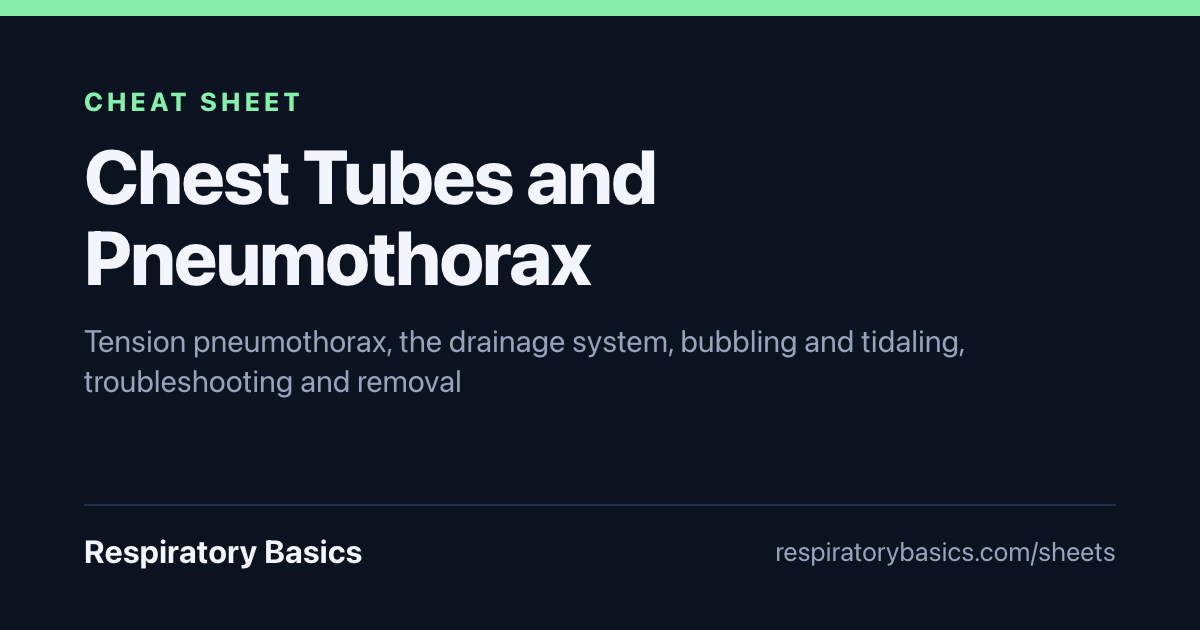 CHEAT SHEET
Chest Tubes and
Pneumothorax
Tension pneumothorax, the drainage system, bubbling and tidaling,
troubleshooting and removal
Respiratory Basics
respiratorybasics.com/sheets